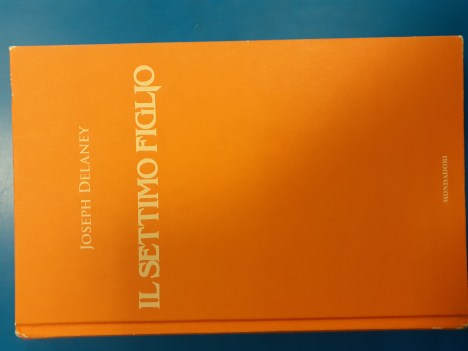 JOSEPH DELANEY
IL SETTIMO FIGLIO
MONDADORI